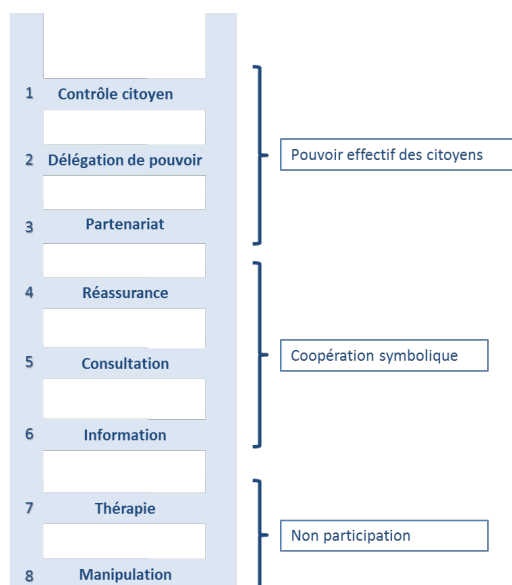 1 Contrôle citoyen
2 Délégation de pouvoir
3 Partenariat
Pouvoir effectif des citoyens
4 Réassurance
5 Consultation
6 Information
Coopération symbolique
7 Thérapie
8 Manipulation
Non participation